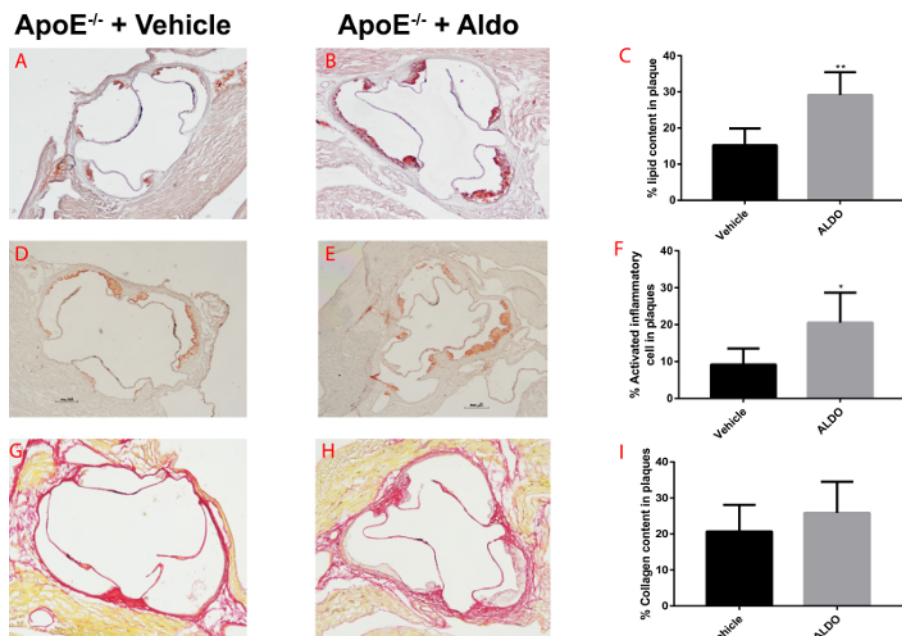 ApoE-/- + Vehicle
ApoE-/- + Aldo
A
B
C
% lipid content in plaque
40
30
20
10
0
**
Vehicle
ALDO
D
E
F
% Activated inflammatory
cell in plaques
40
30
20
10
0
*
Vehicle
ALDO
G
H
I
% Collagen content in plaques
40
30
20
10
0
Vehicle
ALDO